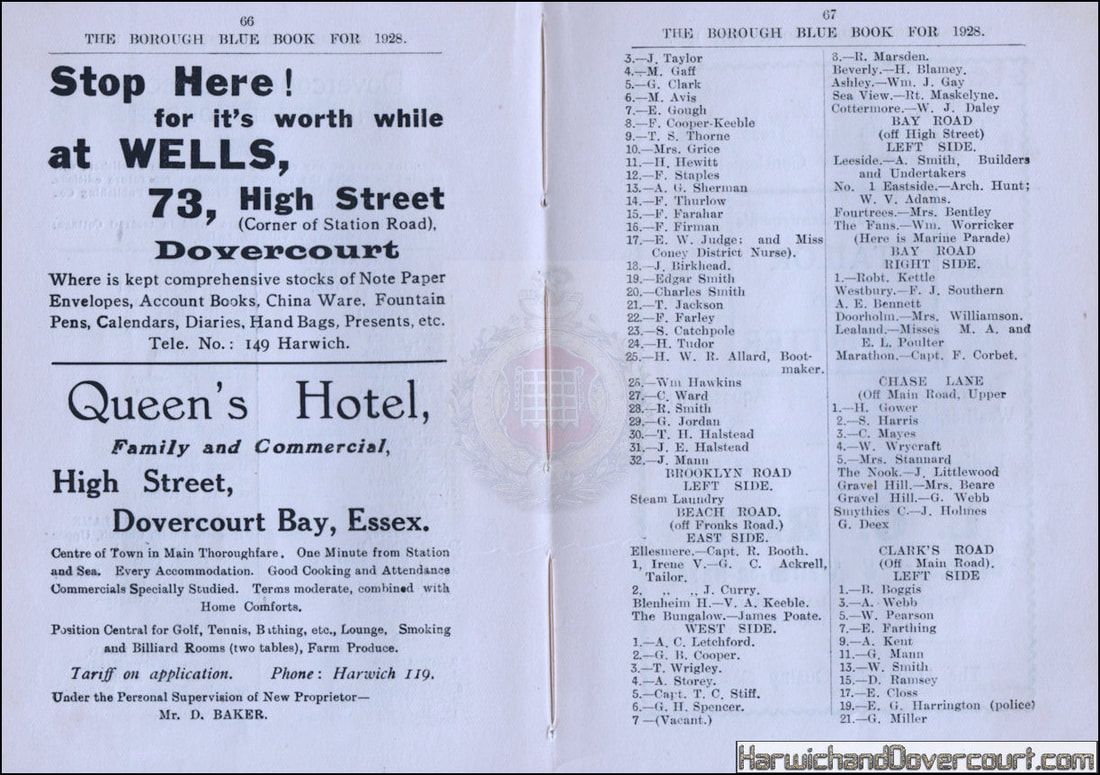 66
THE BOROUGH BLUE BOOK FOR 1928.
Stop Here!
for it's worth while
at WELLS,
73, High Street
(Corner of Station Road),
Dovercourt
Where is kept comprehensive stocks of Note Paper
Envelopes, Account Books, China Ware, Fountain
Pens, Calendars, Diaries, Hand Bags, Presents, etc.
Tele. No.: 149 Harwich.
Queen's Hotel,
Family and Commercial,
High Street,
Dovercourt Bay, Essex.
Centre of Town in Main Thoroughfare. One Minute from Station
and Sea. Every Accommodation. Good Cooking and Attendance
Commercials Specially Studied. Terms moderate, combined with
Home Comforts.
Position Central for Golf, Tennis, Bathing, etc., Lounge, Smoking
and Billiard Rooms (two tables), Farm Produce.
Tariff on application. Phone: Harwich 119.
Under the Personal Supervision of New Proprietor—
Mr. D. BAKER.
67
THE BOROUGH BLUE BOOK FOR 1928.
3.—J. Taylor
4.—M. Gaff
5.—G. Clark
6.—M. Avis
7.—E. Gough
8.—F. Cooper-Keeble
9.—T. S. Thorne
10.—Mrs. Grice
11.—H. Hewitt
12.—F. Staples
13.—A. G. Sherman
14.—F. Thurlow
15.—F. Farahar
16.—F. Firman
17.—E. W. Judge: and Miss
Coney District Nurse).
18.—J. Birkhead.
19.—Edgar Smith
20.—Charles Smith
21.—T. Jackson
22.—F. Farley
23.—S. Catchpole
24.—H. Tudor
25.—H. W. R. Allard, Boot-
maker.
26.—Wm Hawkins
27.—C. Ward
28.—R. Smith
29.—G. Jordan
30.—T. H. Halstead
31.—J. E. Halstead
32.—J. Mann
BROOKLYN ROAD
LEFT SIDE.
Steam Laundry
BEACH ROAD.
(off Fronks Road.)
EAST SIDE.
Ellesmere.—Capt. R. Booth.
1, Irene V.—G. C. Ackrell,
Tailor.
2, ,, ,, J. Curry.
Blenheim H.—V. A. Keeble.
The Bungalow.—James Poate.
WEST SIDE.
1.—A. C. Letchford.
2.—G. B. Cooper.
3.—T. Wrigley.
4.—A. Storey.
5.—Capt. T. C. Stiff.
6.—G. H. Spencer.
7 —(Vacant.)
8.—R. Marsden.
Beverly.—H. Blamey.
Ashley.—Wm. J. Gay
Sea View.—Rt. Maskelyne.
Cottermore.—W. J. Daley
BAY ROAD
(off High Street)
LEFT SIDE.
Leeside.—A. Smith, Builders
and Undertakers
No. 1 Eastside.—Arch. Hunt;
W. V. Adams.
Fourtrees.—Mrs. Bentley
The Fans.—Wm. Worricker
(Here is Marine Parade)
BAY ROAD
RIGHT SIDE.
1.—Robt. Kettle
Westbury.—F. J. Southern
A. E. Bennett
Doorholm.—Mrs. Williamson.
Lealand.—Misses M. A. and
E. L. Poulter
Marathon.—Capt. F. Corbet.
CHASE LANE
(Off Main Road, Upper
1.—H. Gower
2.—S. Harris
3.—C. Mayes
4.—W. Wrycraft
5.—Mrs. Stannard
The Nook.—J. Littlewood
Gravel Hill.—Mrs. Beare
Gravel Hill.—G. Webb
Smythies C.—J. Holmes
G. Deex
CLARK'S ROAD
(Off Main Road).
LEFT SIDE
1.—B. Boggis
3.—A. Webb
5.—W. Pearson
7.—E. Farthing
9.—A. Kent
11.—G. Mann
13.—W. Smith
15.—D. Ramsey
17.—E. Closs
19.—E. G. Harrington (police)
21.—G. Miller
HarwichandDovercourt.com